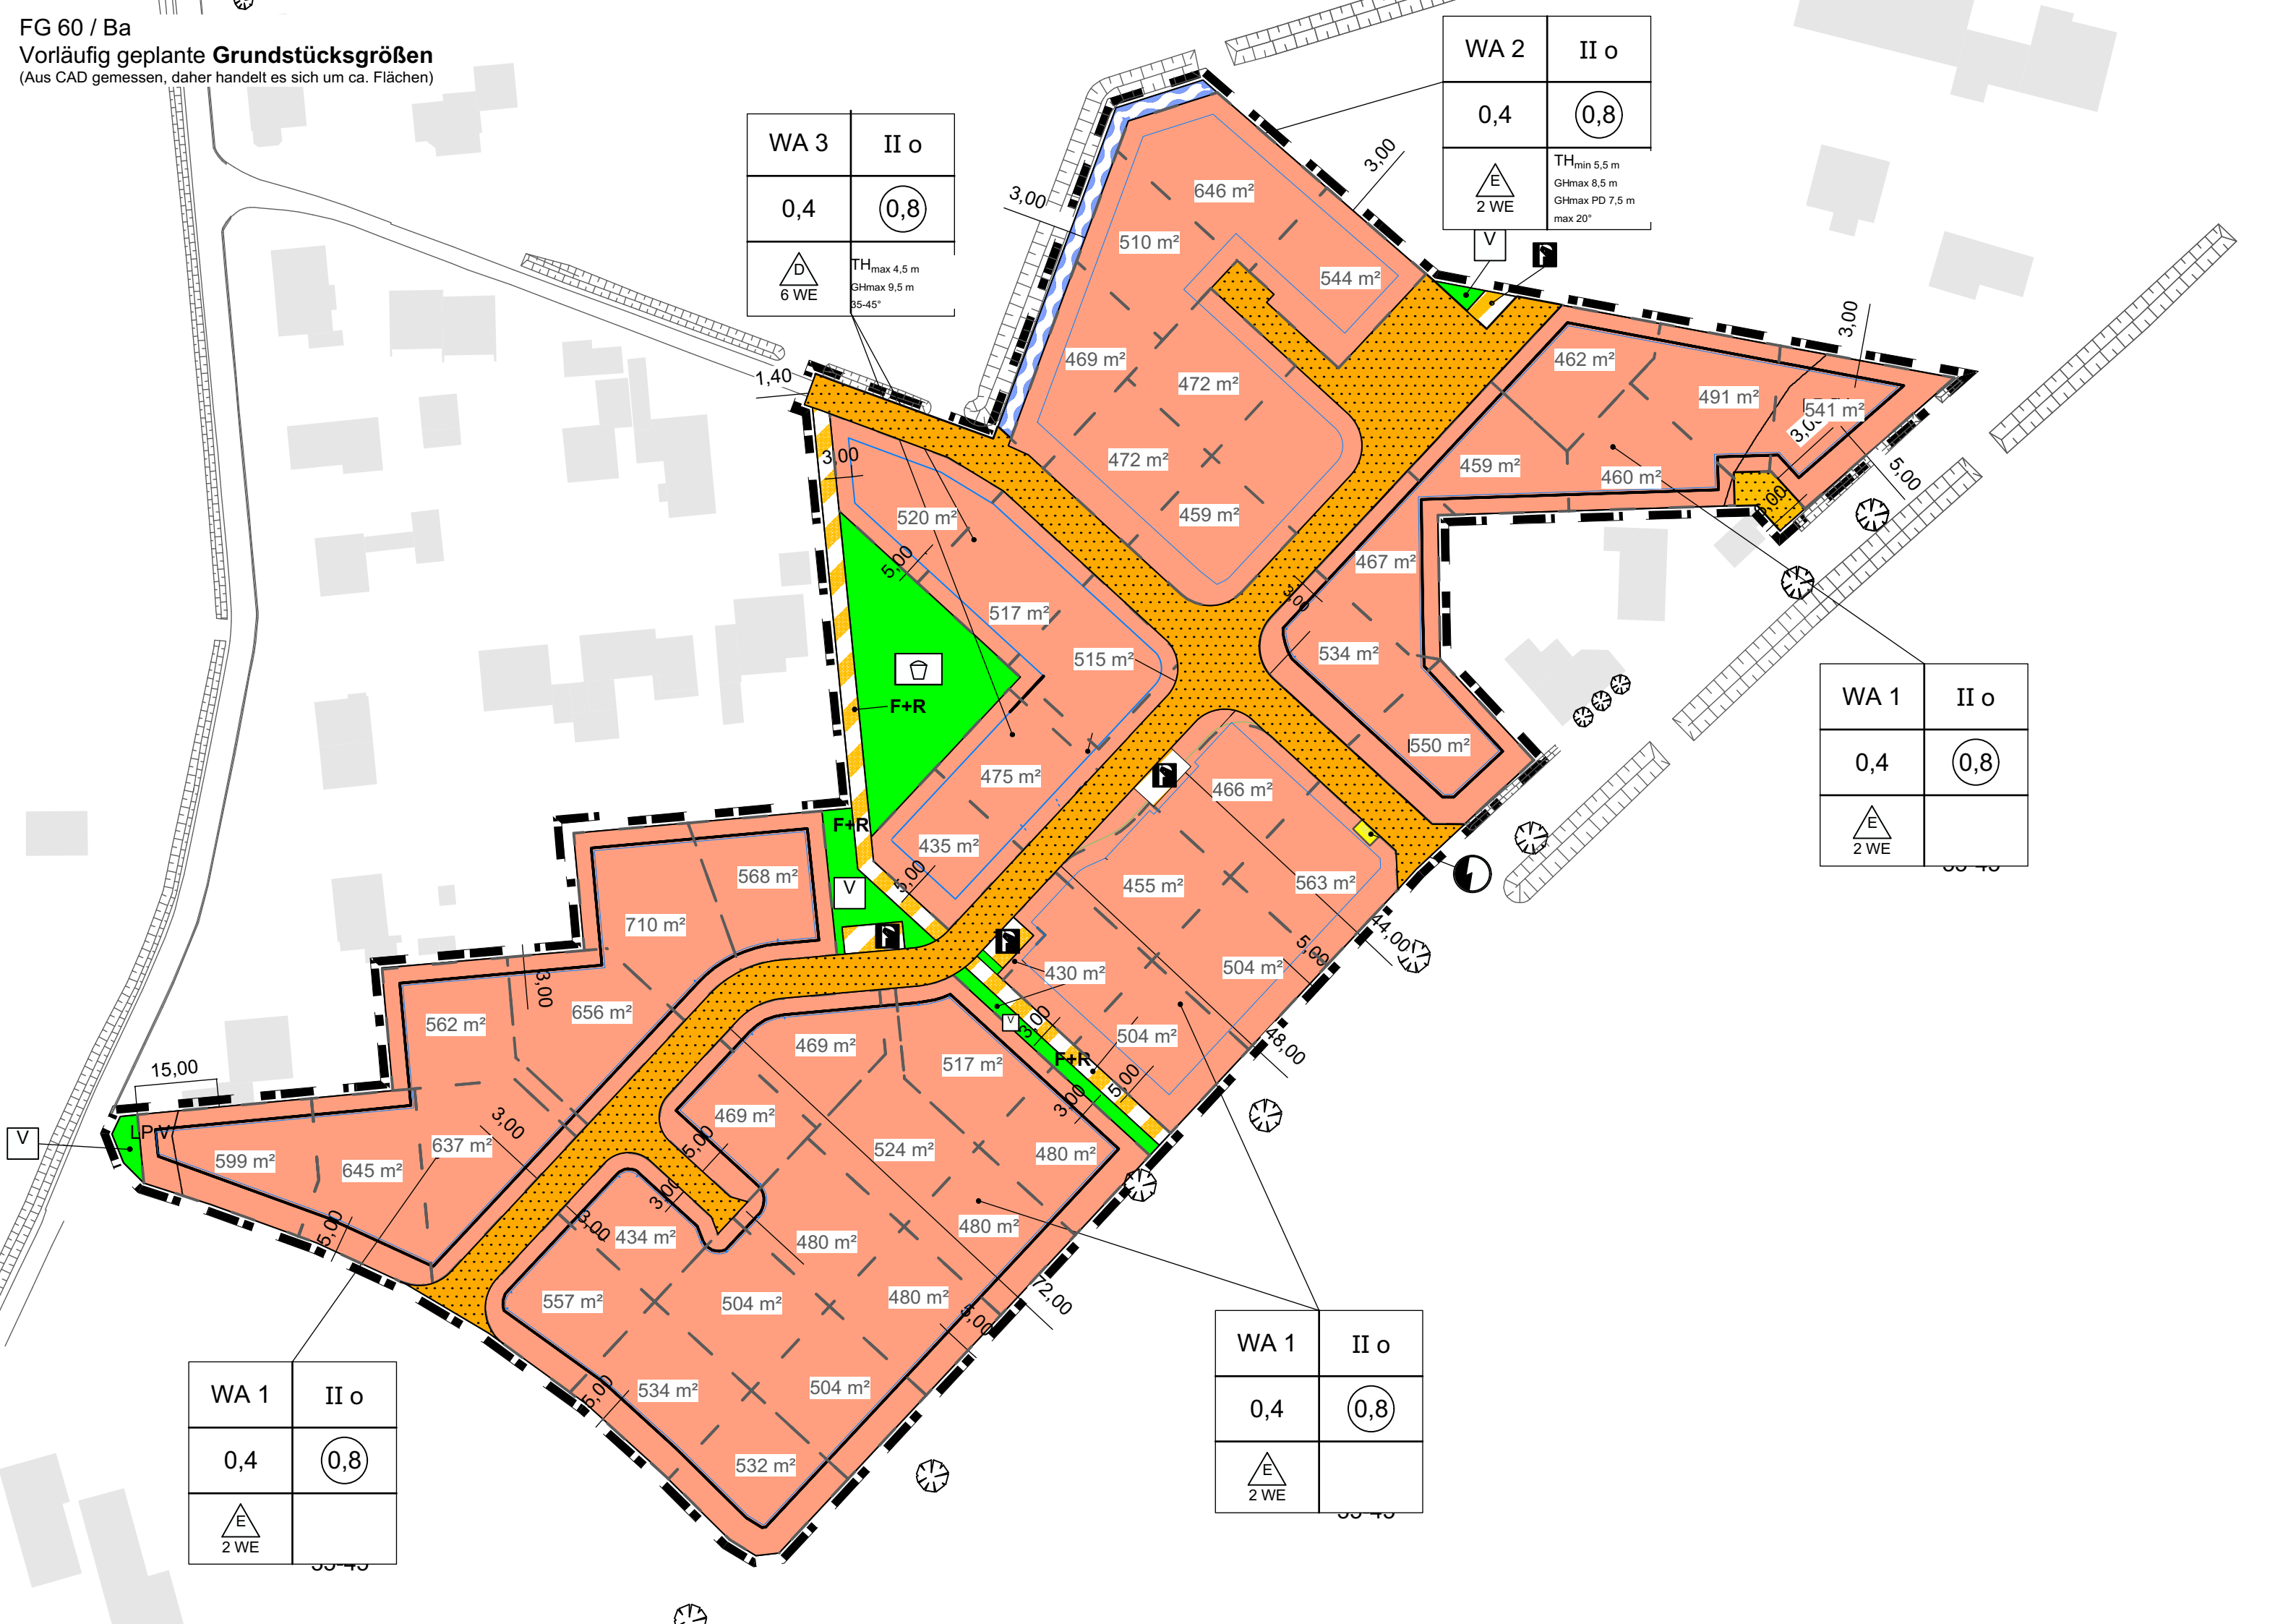 FG 60 / Ba
Vorläufig geplante Grundstücksgrößen
(Aus CAD gemessen, daher handelt es sich um ca. Flächen)
WA 2
II o
0,4
0,8
E
2 WE
THmin 5,5 m
GHmax 8,5 m
GHmax PD 7,5 m
max 20°
WA 3
II o
0,4
0,8
D
6 WE
THmax 4,5 m
GHmax 9,5 m
35-45°
3,00
3,00
646 m²
510 m²
544 m²
V
469 m²
472 m²
472 m²
459 m²
1,40
3,00
462 m²
491 m²
541 m²
459 m²
460 m²
5,00
3,00
520 m²
5,00
517 m²
515 m²
467 m²
3,00
534 m²
550 m²
F+R
475 m²
435 m²
466 m²
F+R
V
5,00
568 m²
710 m²
455 m²
563 m²
44,00
5,00
504 m²
430 m²
504 m²
48,00
V
3,00
F+R
5,00
3,00
3,00
562 m²
656 m²
15,00
V
LP V
599 m²
645 m²
637 m²
3,00
5,00
469 m²
517 m²
469 m²
524 m²
480 m²
5,00
3,00
3,00
434 m²
480 m²
480 m²
557 m²
504 m²
480 m²
72,00
5,00
534 m²
504 m²
5,00
532 m²
WA 1
II o
0,4
0,8
E
2 WE
WA 1
II o
0,4
0,8
E
2 WE
WA 1
II o
0,4
0,8
E
2 WE